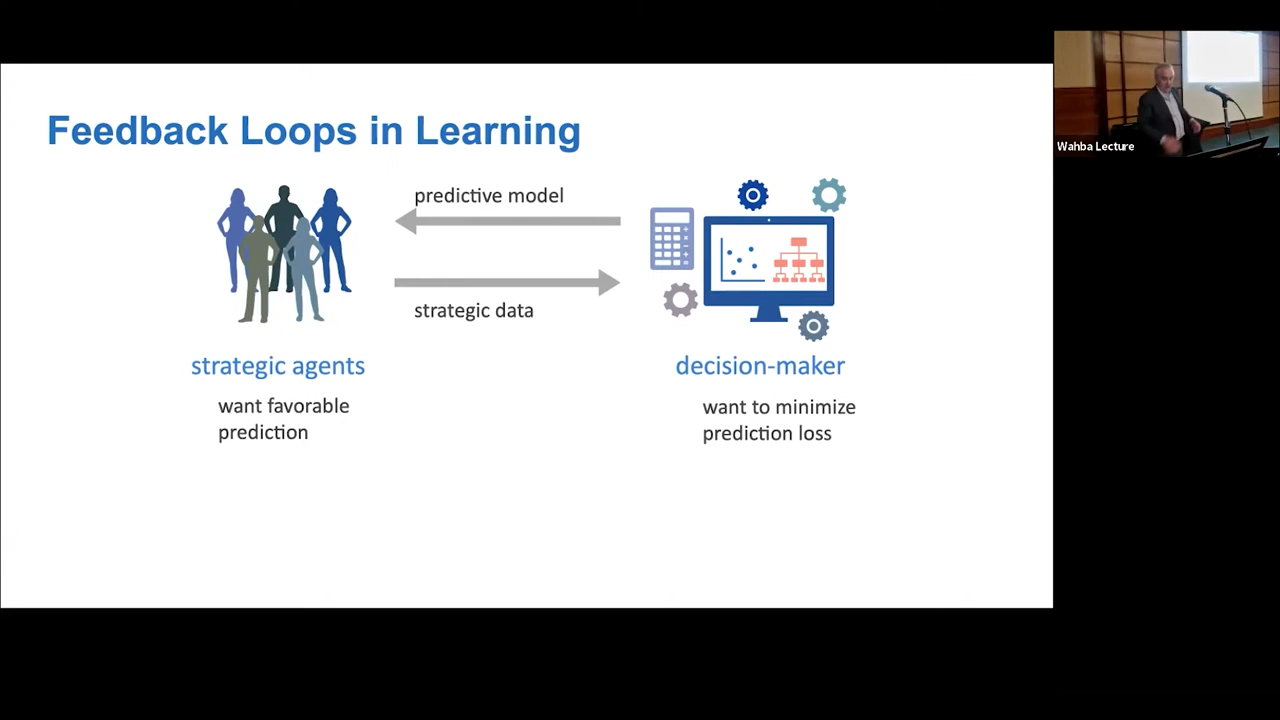 Feedback Loops in Learning
predictive model
strategic data
strategic agents
want favorable
prediction
decision-maker
want to minimize
prediction loss
Wahba Lecture